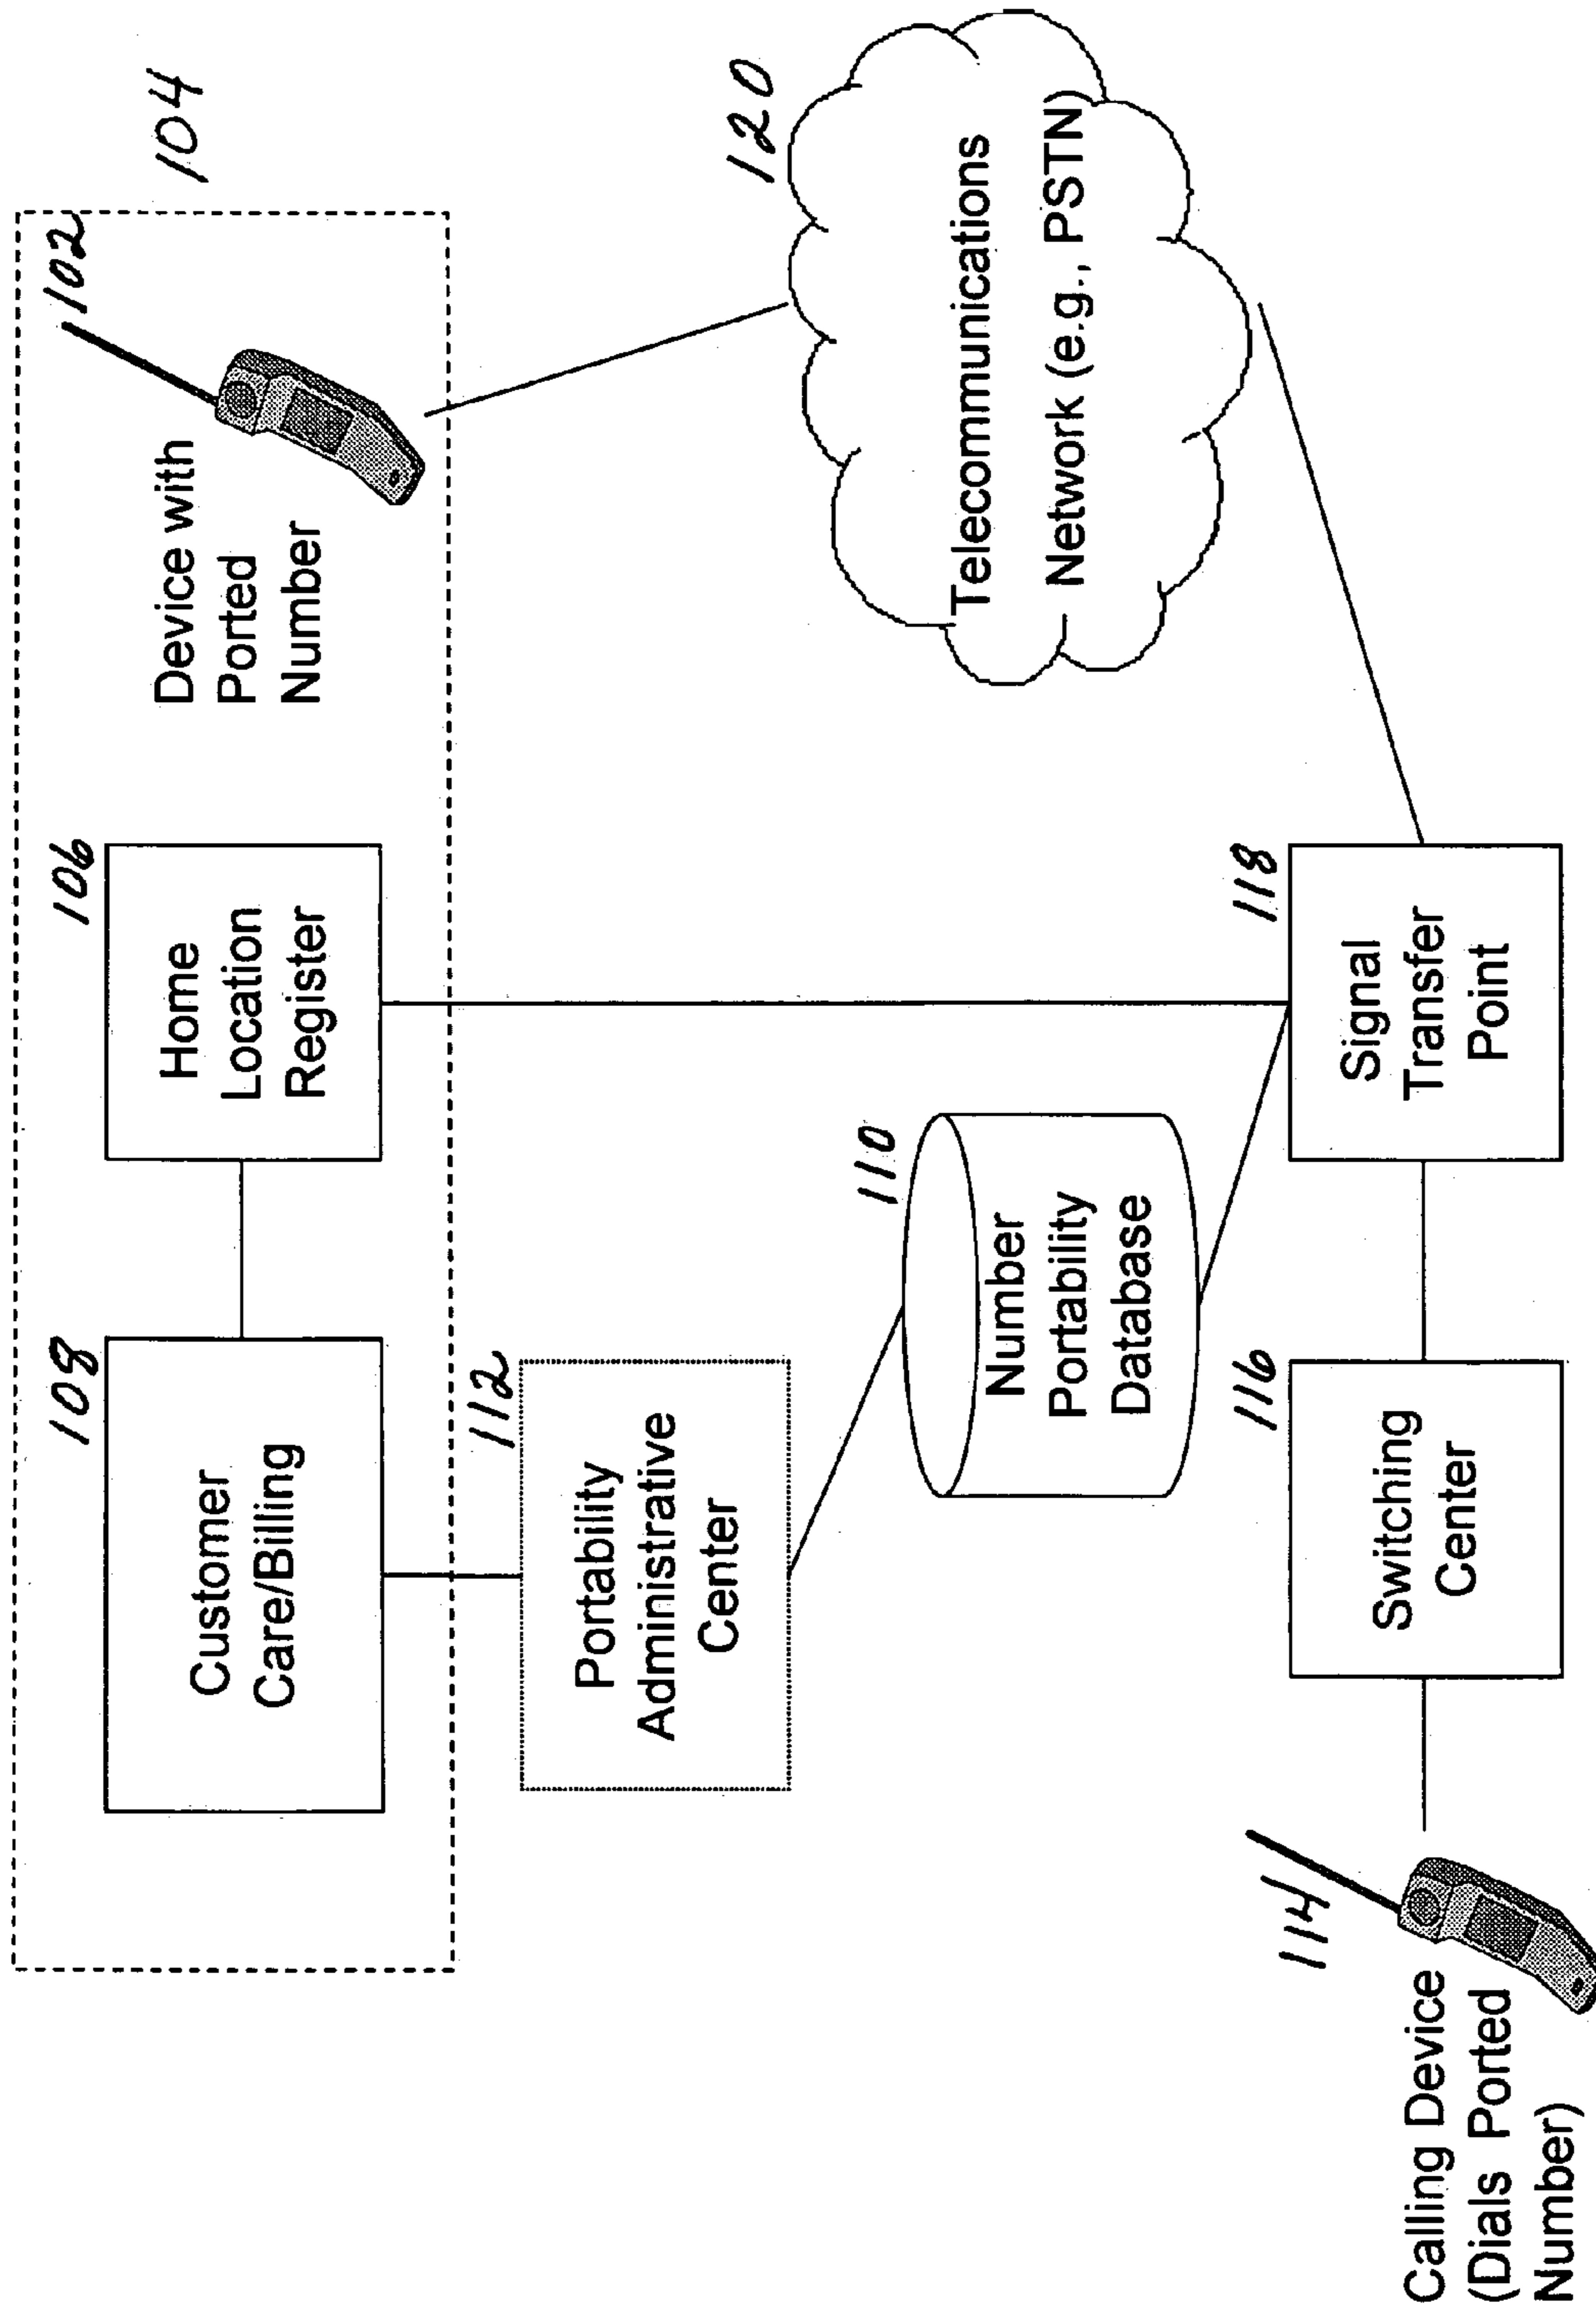 104
102
Device with
Ported
Number
106
Home
Location
Register
108
Customer
Care/Billing
112
Portability
Administrative
Center
110
Number
Portability
Database
120
Telecommunications
Network (e.g., PSTN)
118
Signal
Transfer
Point
116
Switching
Center
114
Calling Device
(Dials Ported
Number)